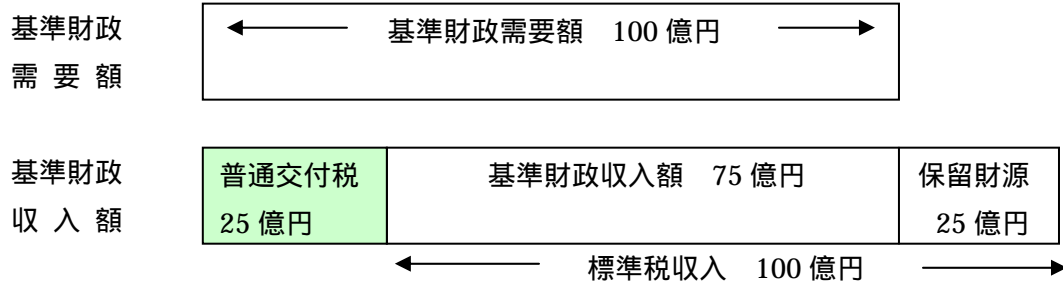 基準財政
需 要 額
基準財政需要額　100 億円
基準財政
収 入 額
普通交付税
25 億円
基準財政収入額　75 億円
保留財源
25 億円
標準税収入　100 億円